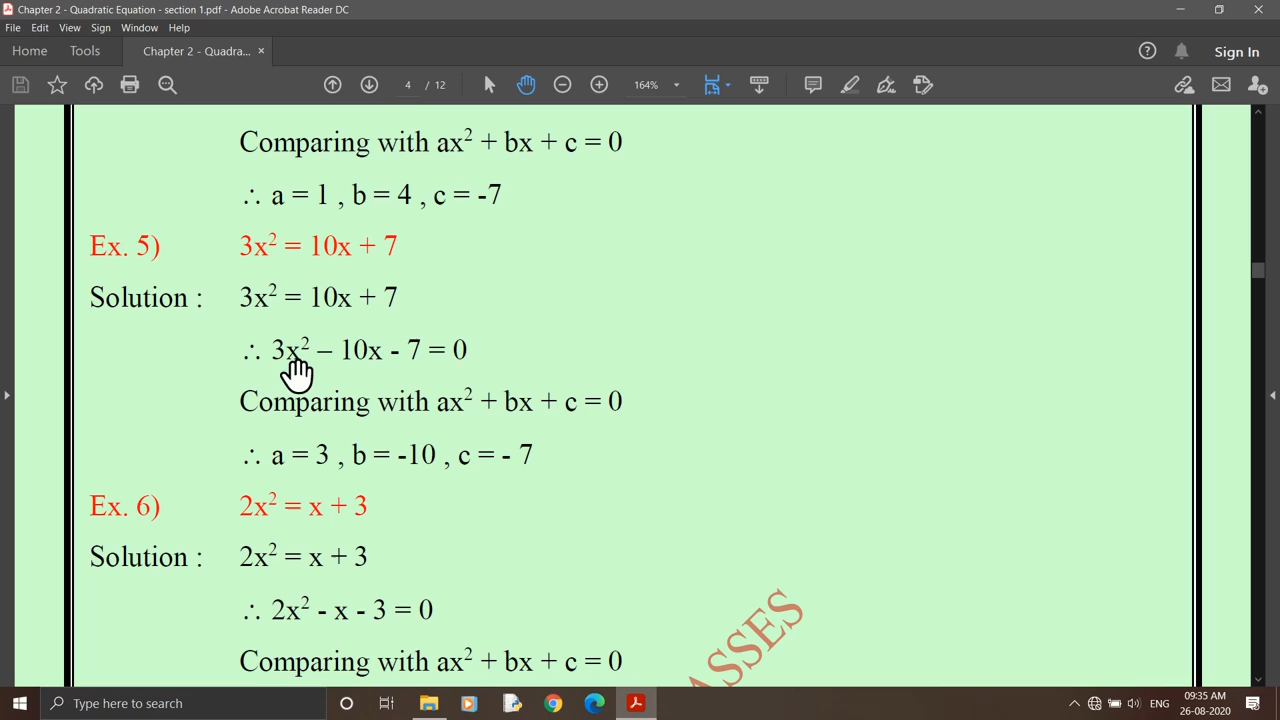 Chapter 2 - Quadratic Equation - section 1.pdf - Adobe Acrobat Reader DC
File Edit View Sign Window Help
Home Tools Chapter 2 - Quadra... × Sign In
4 / 12 164%
Comparing with ax² + bx + c = 0
∴ a = 1 , b = 4 , c = -7
Ex. 5) 3x² = 10x + 7
Solution : 3x² = 10x + 7
∴ 3x² – 10x - 7 = 0
Comparing with ax² + bx + c = 0
∴ a = 3 , b = -10 , c = - 7
Ex. 6) 2x² = x + 3
Solution : 2x² = x + 3
∴ 2x² - x - 3 = 0
Comparing with ax² + bx + c = 0
ASSES
Type here to search
ENG
09:35 AM
26-08-2020